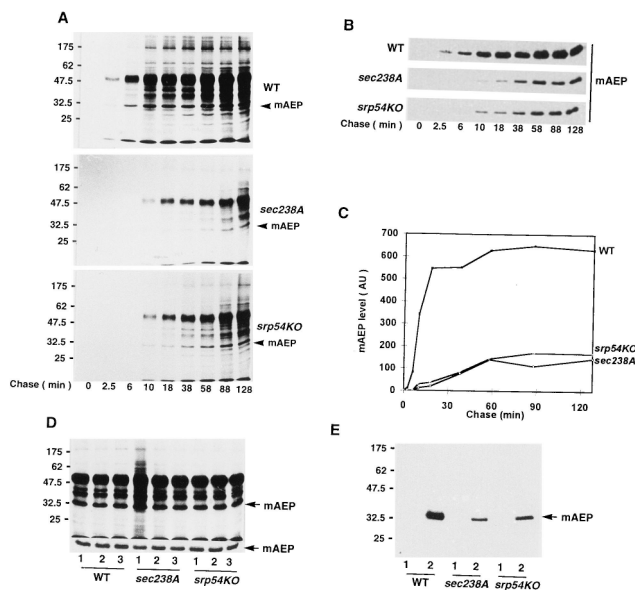 A
175
62
47.5
32.5
25
WT
mAEP
175
62
47.5
32.5
25
sec238A
mAEP
175
62
47.5
32.5
25
srp54KO
mAEP
Chase ( min ) 0 2.5 6 10 18 38 58 88 128
B
WT
sec238A
srp54KO
mAEP
Chase ( min ) 0 2.5 6 10 18 38 58 88 128
C
700
600
500
400
300
200
100
0
mAEP level ( AU )
WT
srp54KO
sec238A
0 30 60 90 120
Chase (min)
D
175
62
47.5
32.5
25
mAEP
mAEP
1 2 3 1 2 3 1 2 3
WT sec238A srp54KO
E
62
47.5
32.5
25
mAEP
1 2 1 2 1 2
WT sec238A srp54KO